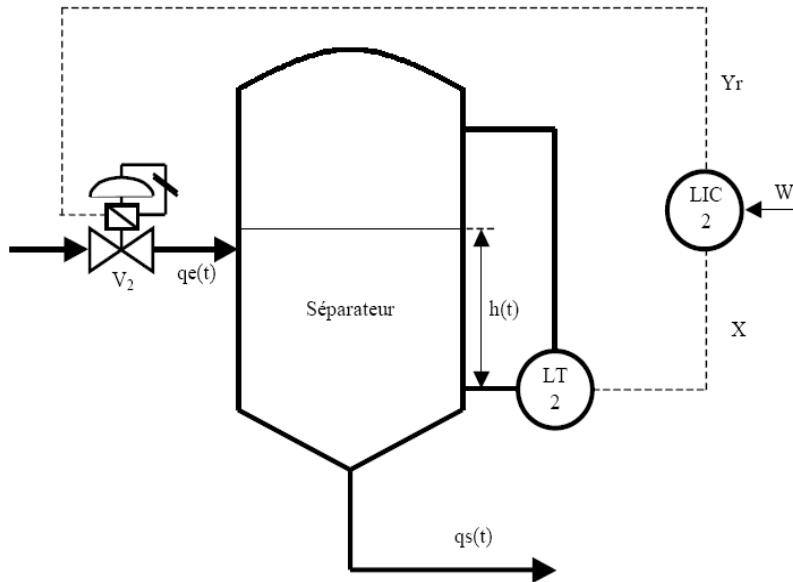 Yr
LIC
2
W
V2
qe(t)
Séparateur
h(t)
X
LT
2
qs(t)